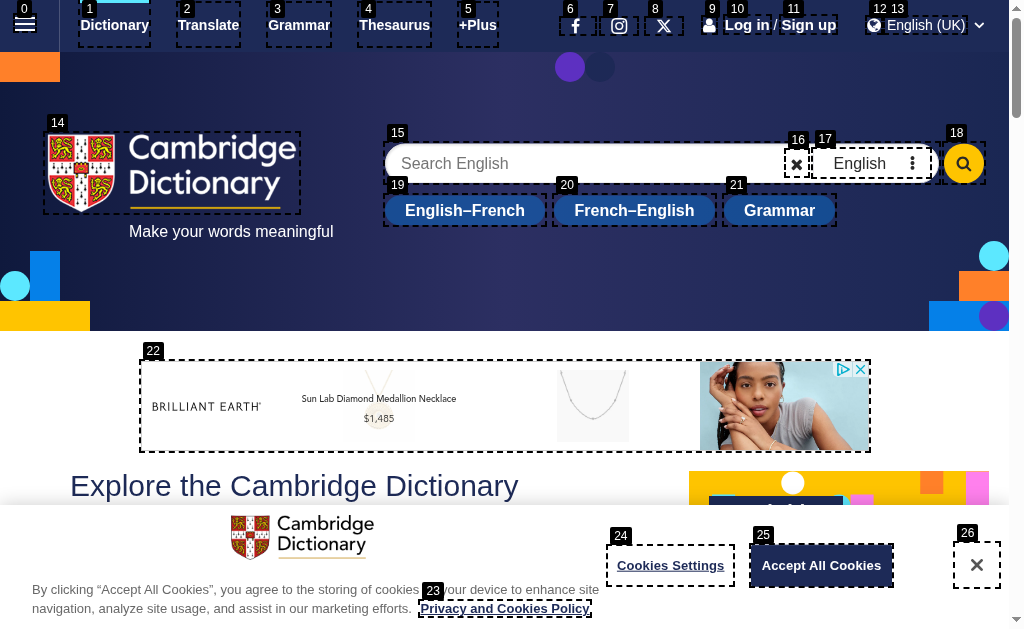 0 1 2 3 4 5 6 7 8 9 10 11 12 13
Dictionary Translate Grammar Thesaurus +Plus Log in / Sign up English (UK)
14 15 16 17 18
Cambridge
Dictionary
Make your words meaningful
Search English English
19 20 21
English–French French–English Grammar
22
BRILLIANT EARTH
Sun Lab Diamond Medallion Necklace
$1,485
Explore the Cambridge Dictionary
Cambridge
Dictionary
24 25 26
Cookies Settings Accept All Cookies
By clicking “Accept All Cookies”, you agree to the storing of cookies 23 your device to enhance site
navigation, analyze site usage, and assist in our marketing efforts. Privacy and Cookies Policy